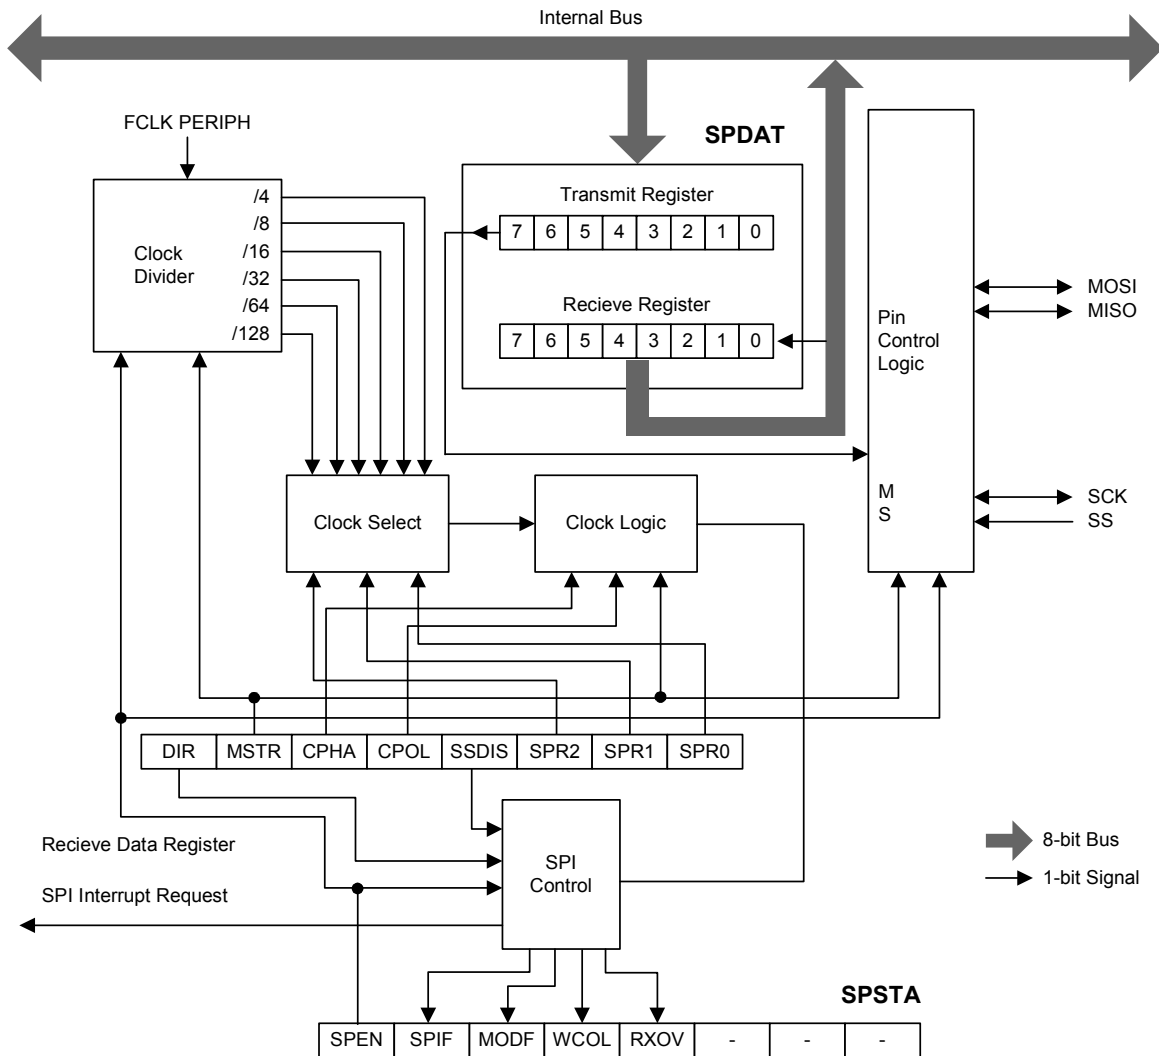 Internal Bus
FCLK PERIPH
SPDAT
/4
/8
/16
/32
/64
/128
Clock
Divider
Transmit Register
7 6 5 4 3 2 1 0
Recieve Register
7 6 5 4 3 2 1 0
Pin
Control
Logic
M
S
MOSI
MISO
SCK
SS
Clock Select
Clock Logic
DIR MSTR CPHA CPOL SSDIS SPR2 SPR1 SPR0
Recieve Data Register
SPI Interrupt Request
SPI
Control
8-bit Bus
1-bit Signal
SPSTA
SPEN SPIF MODF WCOL RXOV - - -